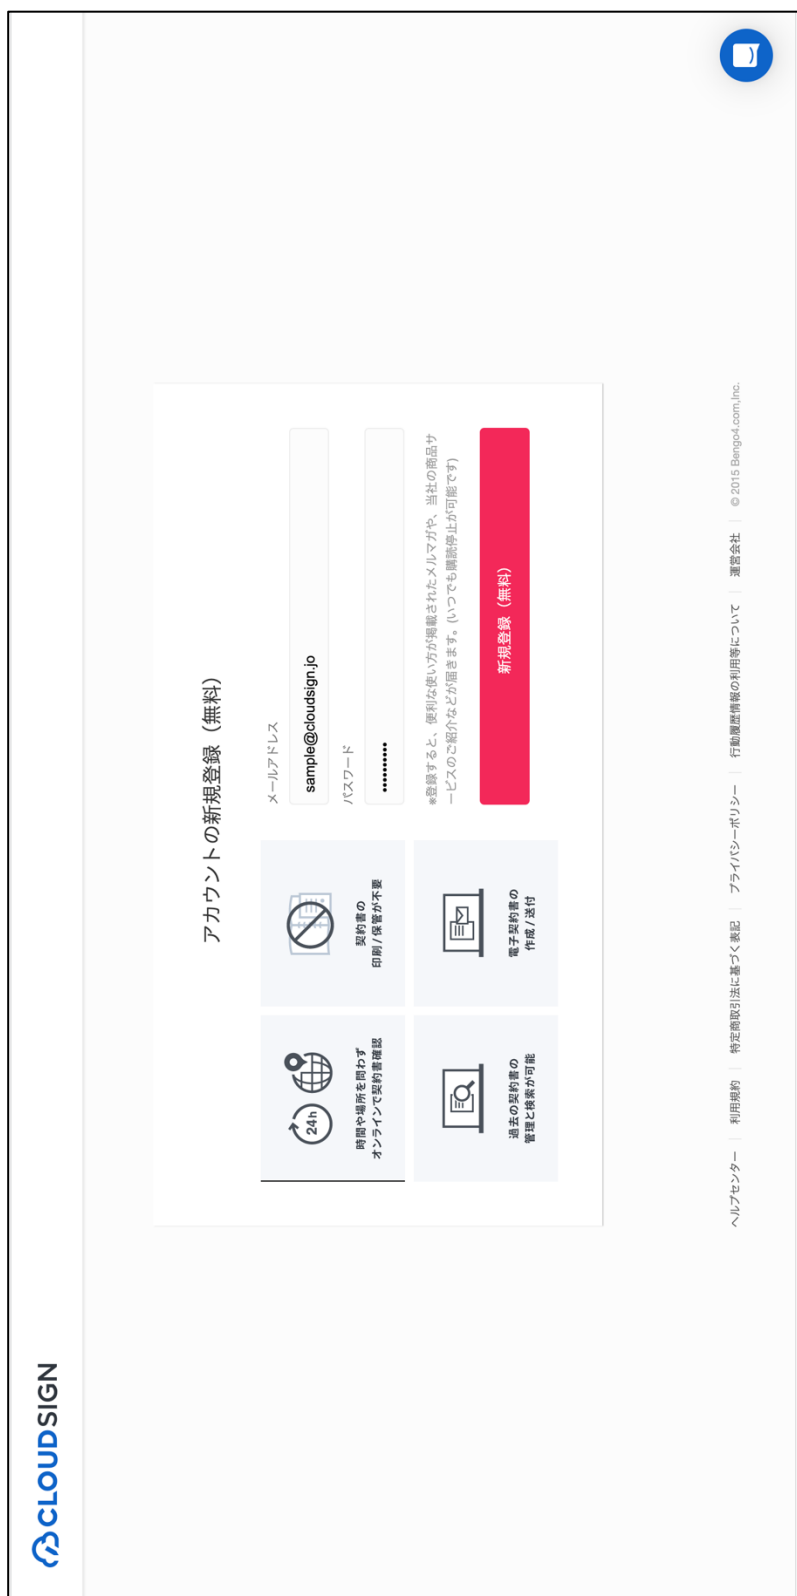 CLOUDSIGN
アカウントの新規登録（無料）
24h
時間や場所を問わず
オンラインで契約書確認
契約書の
印刷/保管が不要
過去の契約書の
管理と検索が可能
電子契約書の
作成/送付
メールアドレス
sample@cloudsign.jo
パスワード
••••••••••
※登録すると、便利な使い方が掲載されたメルマガや、当社の商品サ
ービスのご紹介などが届きます。(いつでも購読停止が可能です)
新規登録（無料）
ヘルプセンター | 利用規約 | 特定商取引法に基づく表記 | プライバシーポリシー | 行動履歴情報の利用等について | 運営会社 | © 2015 Bengo4.com,Inc.